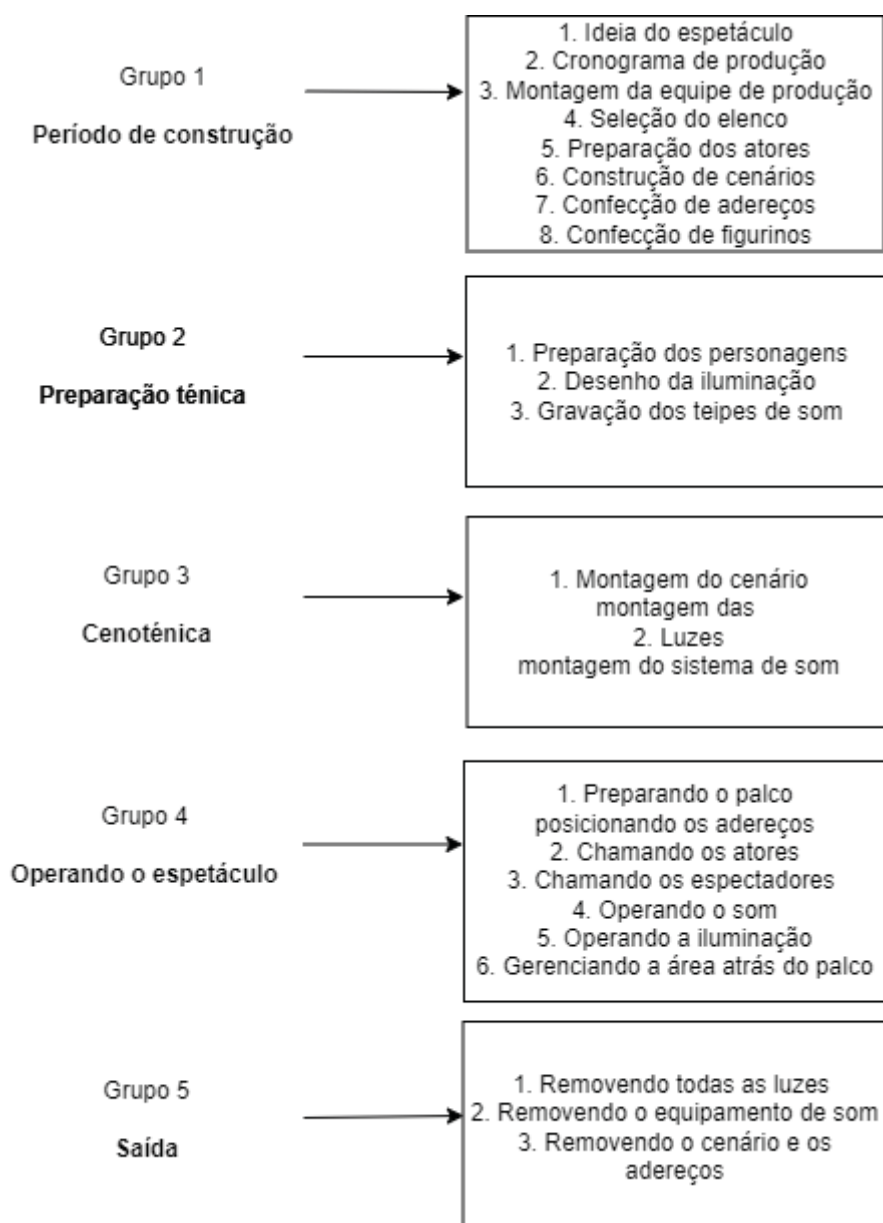 Grupo 1
Período de construção
1. Ideia do espetáculo
2. Cronograma de produção
3. Montagem da equipe de produção
4. Seleção do elenco
5. Preparação dos atores
6. Construção de cenários
7. Confecção de adereços
8. Confecção de figurinos
Grupo 2
Preparação ténica
1. Preparação dos personagens
2. Desenho da iluminação
3. Gravação dos teipes de som
Grupo 3
Cenoténica
1. Montagem do cenário
montagem das
2. Luzes
montagem do sistema de som
Grupo 4
Operando o espetáculo
1. Preparando o palco
posicionando os adereços
2. Chamando os atores
3. Chamando os espectadores
4. Operando o som
5. Operando a iluminação
6. Gerenciando a área atrás do palco
Grupo 5
Saída
1. Removendo todas as luzes
2. Removendo o equipamento de som
3. Removendo o cenário e os
adereços